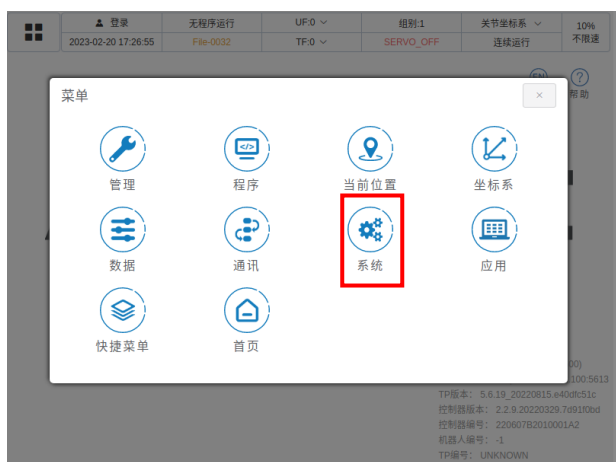 登录 无程序运行 UF:0 组别:1 关节坐标系 10%
2023-02-20 17:26:55 File-0032 TF:0 SERVO_OFF 连续运行 不限速
EN ?
帮助
菜单 ×
管理 程序 当前位置 坐标系
数据 通讯 系统 应用
快捷菜单 首页
00)
100:5613
TP版本: 5.6.19_20220815.e40dfc51c
控制器版本: 2.2.9.20220329.7d91f0bd
控制器编号: 220607B2010001A2
机器人编号: -1
TP编号: UNKNOWN